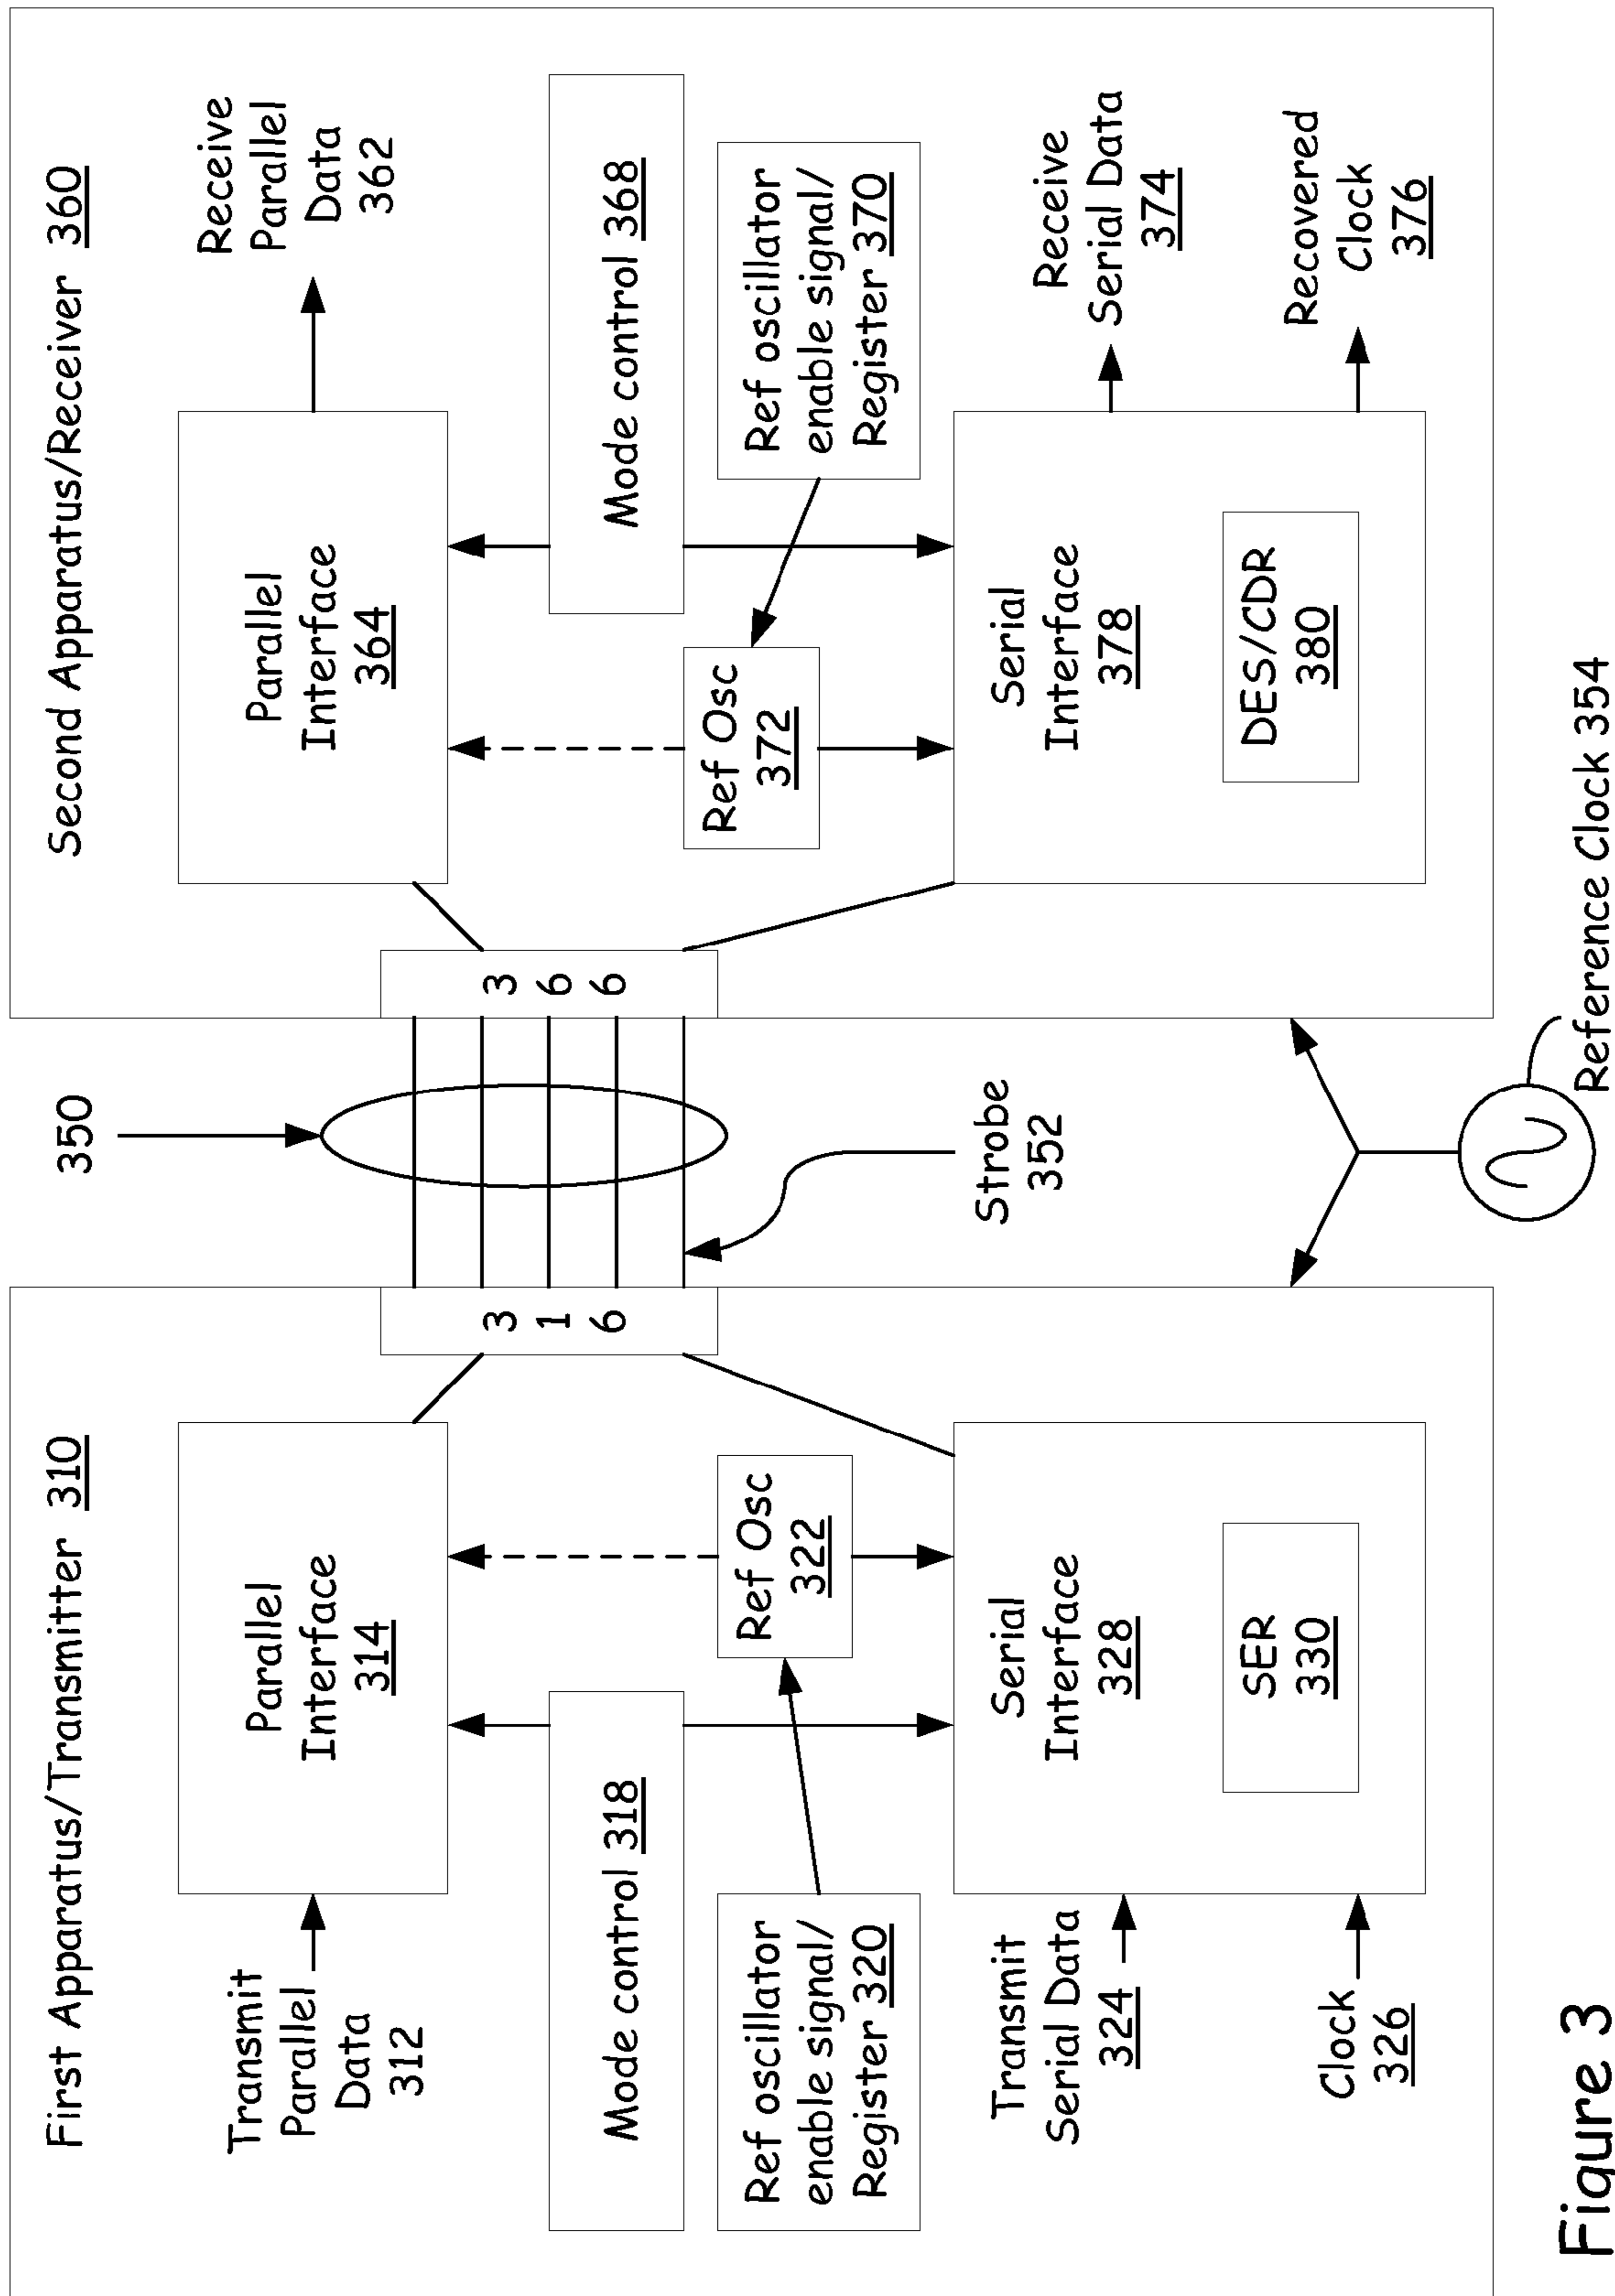 First Apparatus/Transmitter 310
Transmit
Parallel
Data
312
Parallel
Interface
314
Mode control 318
Ref oscillator
enable signal/
Register 320
Ref Osc
322
Transmit
Serial Data
324
Clock
326
Serial
Interface
328
SER
330
3
1
6
350
Strobe
352
Reference Clock 354
Second Apparatus/Receiver 360
3
6
6
Parallel
Interface
364
Receive
Parallel
Data
362
Mode control 368
Ref Osc
372
Ref oscillator
enable signal/
Register 370
Serial
Interface
378
DES/CDR
380
Receive
Serial Data
374
Recovered
Clock
376
Figure 3